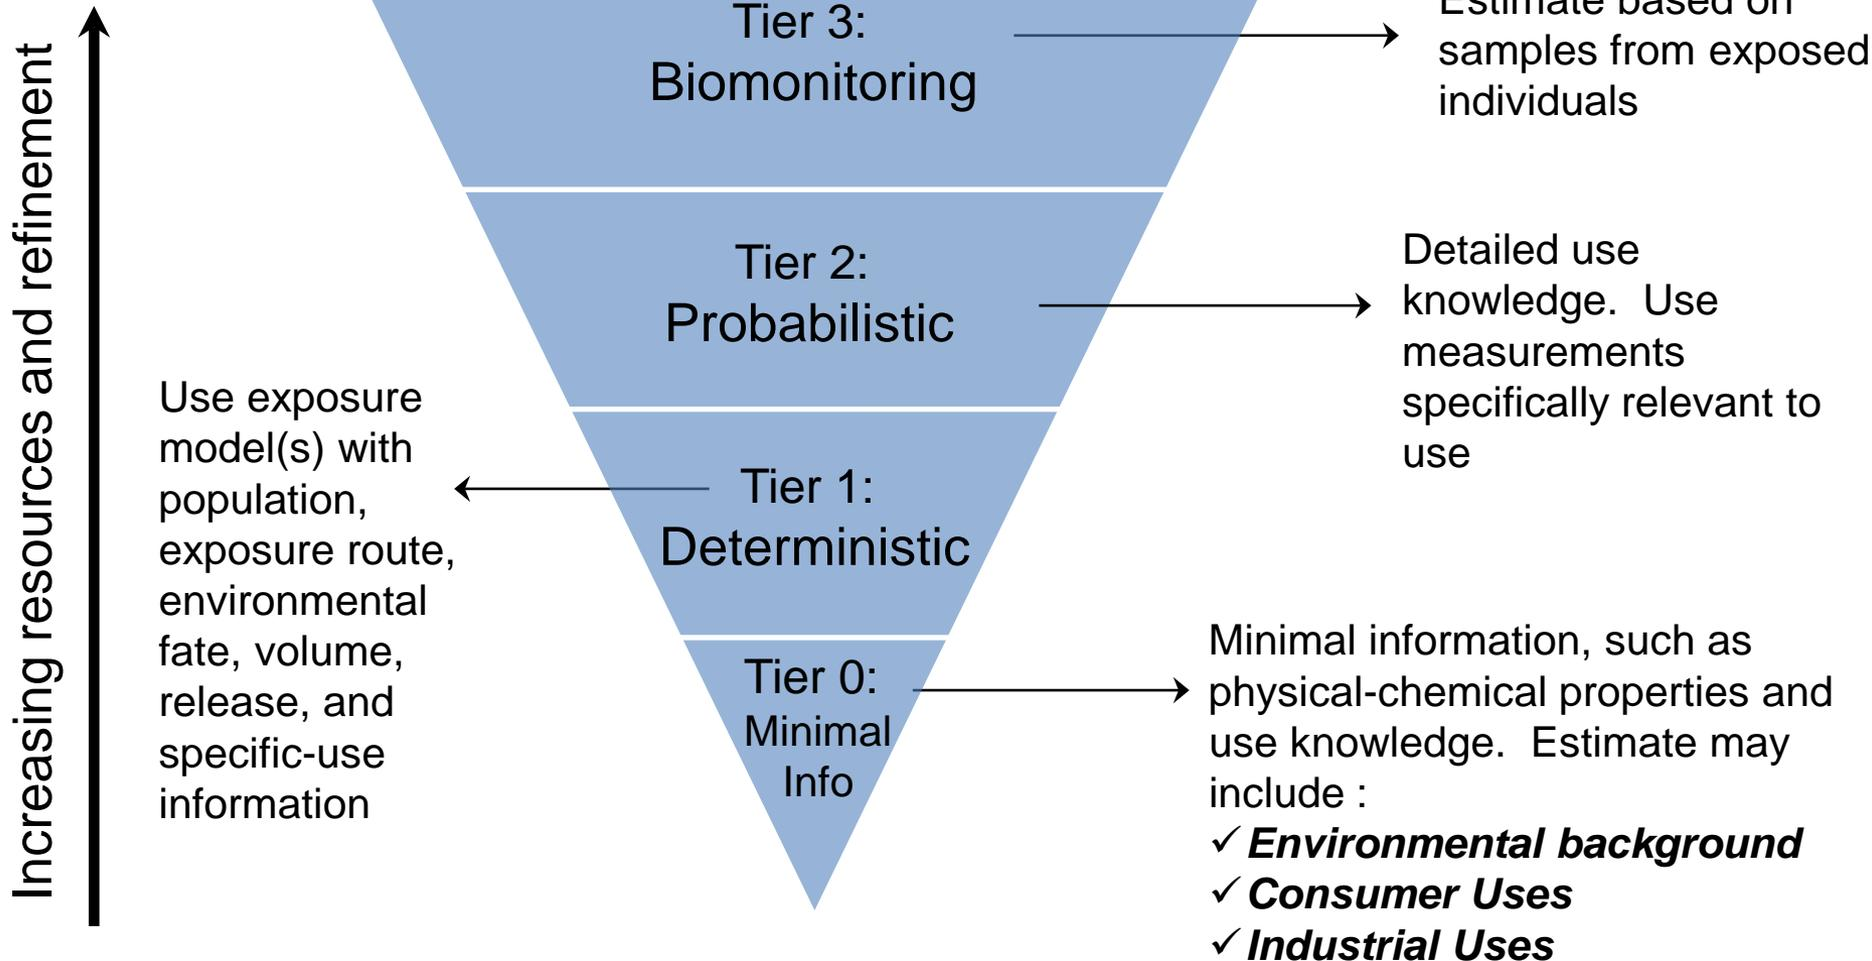 Increasing resources and refinement
Tier 3:
Biomonitoring
Estimate based on
samples from exposed
individuals
Tier 2:
Probabilistic
Detailed use
knowledge.  Use
measurements
specifically relevant to
use
Use exposure
model(s) with
population,
exposure route,
environmental
fate, volume,
release, and
specific-use
information
Tier 1:
Deterministic
Tier 0:
Minimal
Info
Minimal information, such as
physical-chemical properties and
use knowledge.  Estimate may
include :
✓ Environmental background
✓ Consumer Uses
✓ Industrial Uses